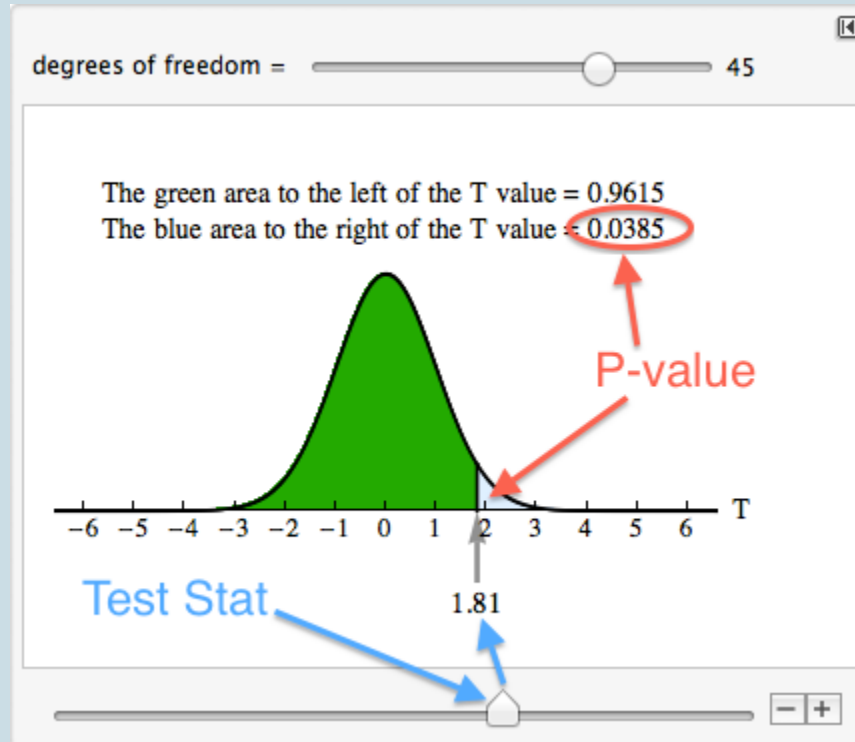 degrees of freedom = 45
The green area to the left of the T value = 0.9615
The blue area to the right of the T value = 0.0385
P-value
−6 −5 −4 −3 −2 −1 0 1 2 3 4 5 6 T
Test Stat
1.81
− +